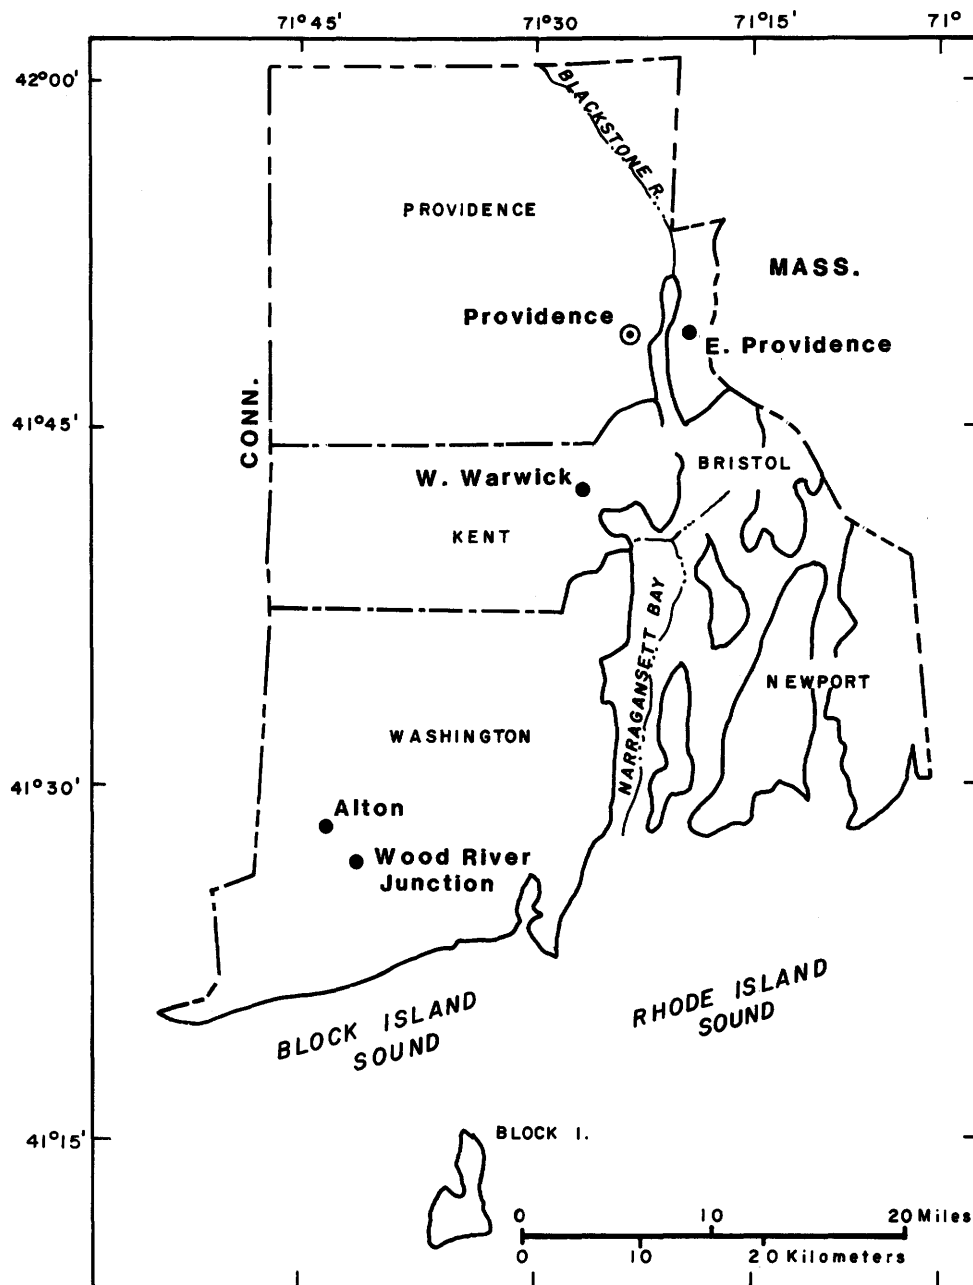 71°45'
71°30'
71°15'
71°
42°00'
BLACKSTONE R.
PROVIDENCE
MASS.
Providence
E. Providence
CONN.
41°45'
BRISTOL
W. Warwick
KENT
NARRAGANSETT BAY
NEWPORT
WASHINGTON
41°30'
Alton
Wood River
Junction
BLOCK ISLAND
SOUND
RHODE ISLAND
SOUND
41°15'
BLOCK I.
0 10 20 Miles
0 10 20 Kilometers